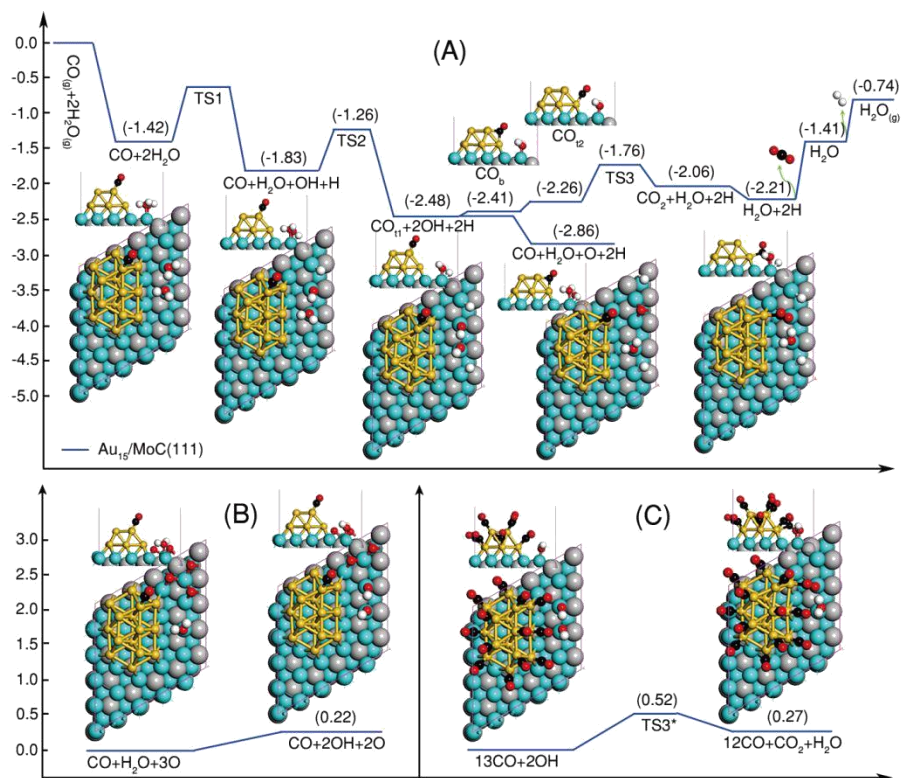 (A)
0.0
-0.5
-1.0
-1.5
-2.0
-2.5
-3.0
-3.5
-4.0
-4.5
-5.0
CO(g)+2H₂O(g)
(-1.42)
CO+2H₂O
TS1
(-1.83)
CO+H₂O+OH+H
(-1.26)
TS2
(-2.48)
COt1+2OH+2H
(-2.41)
COb
COt2
(-2.26)
(-2.86)
CO+H₂O+O+2H
(-1.76)
TS3
(-2.06)
CO₂+H₂O+2H
(-2.21)
H₂O+2H
(-1.41)
H₂O
(-0.74)
H₂O(g)
Au₁₅/MoC(111)
(B)
3.0
2.5
2.0
1.5
1.0
0.5
0.0
CO+H₂O+3O
(0.22)
CO+2OH+2O
(C)
13CO+2OH
(0.52)
TS3*
(0.27)
12CO+CO₂+H₂O